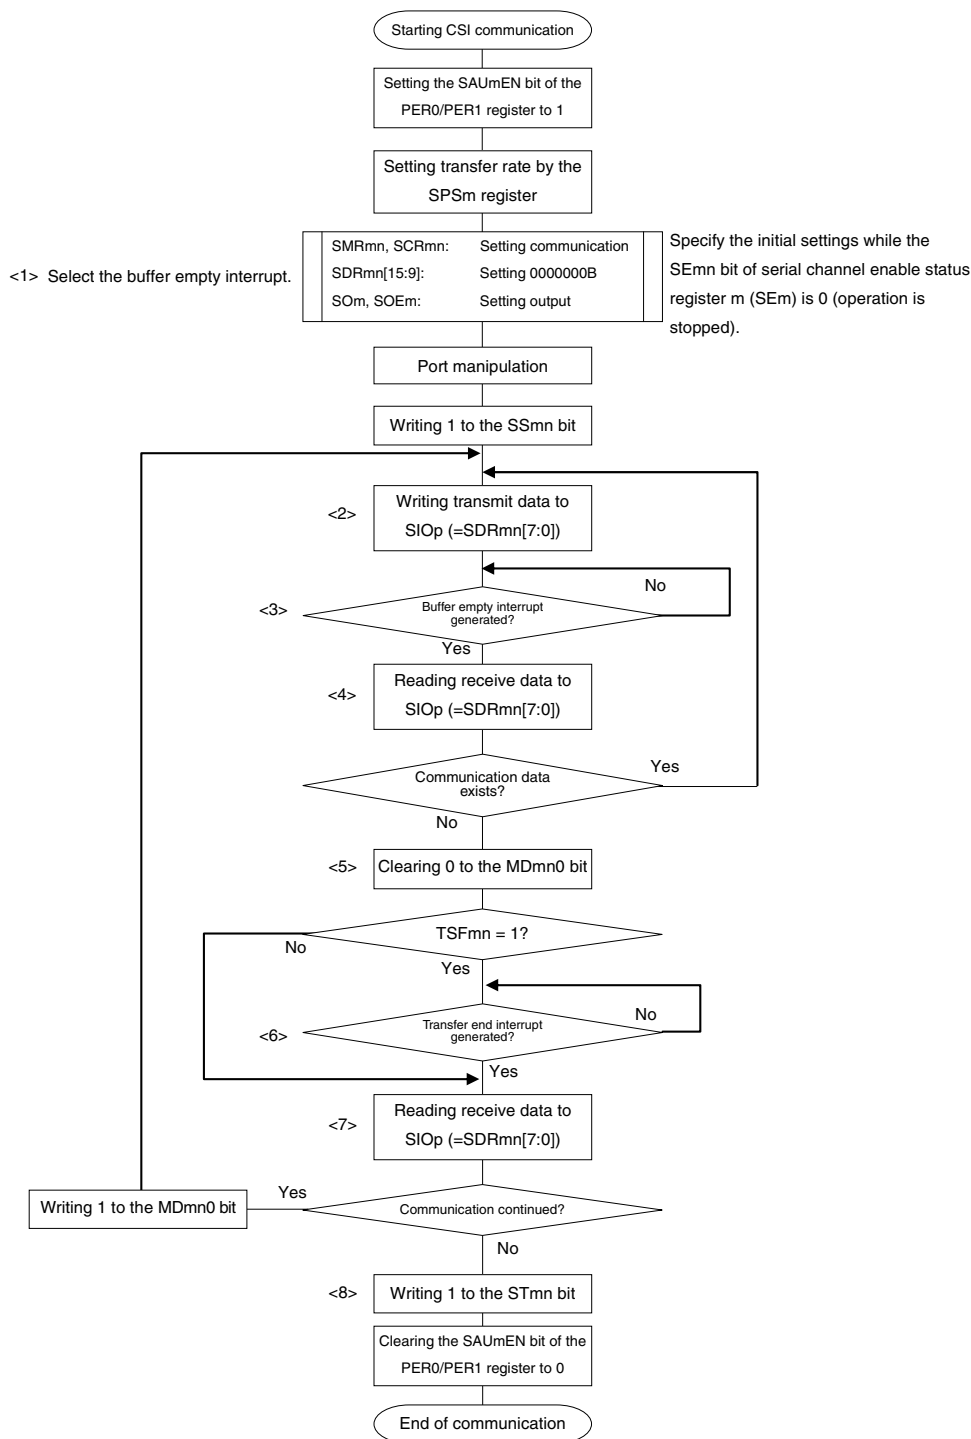 Starting CSI communication
Setting the SAUmEN bit of the
PER0/PER1 register to 1
Setting transfer rate by the
SPSm register
<1> Select the buffer empty interrupt.
SMRmn, SCRmn: Setting communication
SDRmn[15:9]: Setting 0000000B
SOm, SOEm: Setting output
Specify the initial settings while the
SEmn bit of serial channel enable status
register m (SEm) is 0 (operation is
stopped).
Port manipulation
Writing 1 to the SSmn bit
<2>
Writing transmit data to
SIOp (=SDRmn[7:0])
No
<3>
Buffer empty interrupt
generated?
Yes
<4>
Reading receive data to
SIOp (=SDRmn[7:0])
Communication data
exists?
Yes
No
<5>
Clearing 0 to the MDmn0 bit
TSFmn = 1?
No
Yes
<6>
Transfer end interrupt
generated?
No
Yes
<7>
Reading receive data to
SIOp (=SDRmn[7:0])
Writing 1 to the MDmn0 bit
Yes
Communication continued?
No
<8>
Writing 1 to the STmn bit
Clearing the SAUmEN bit of the
PER0/PER1 register to 0
End of communication